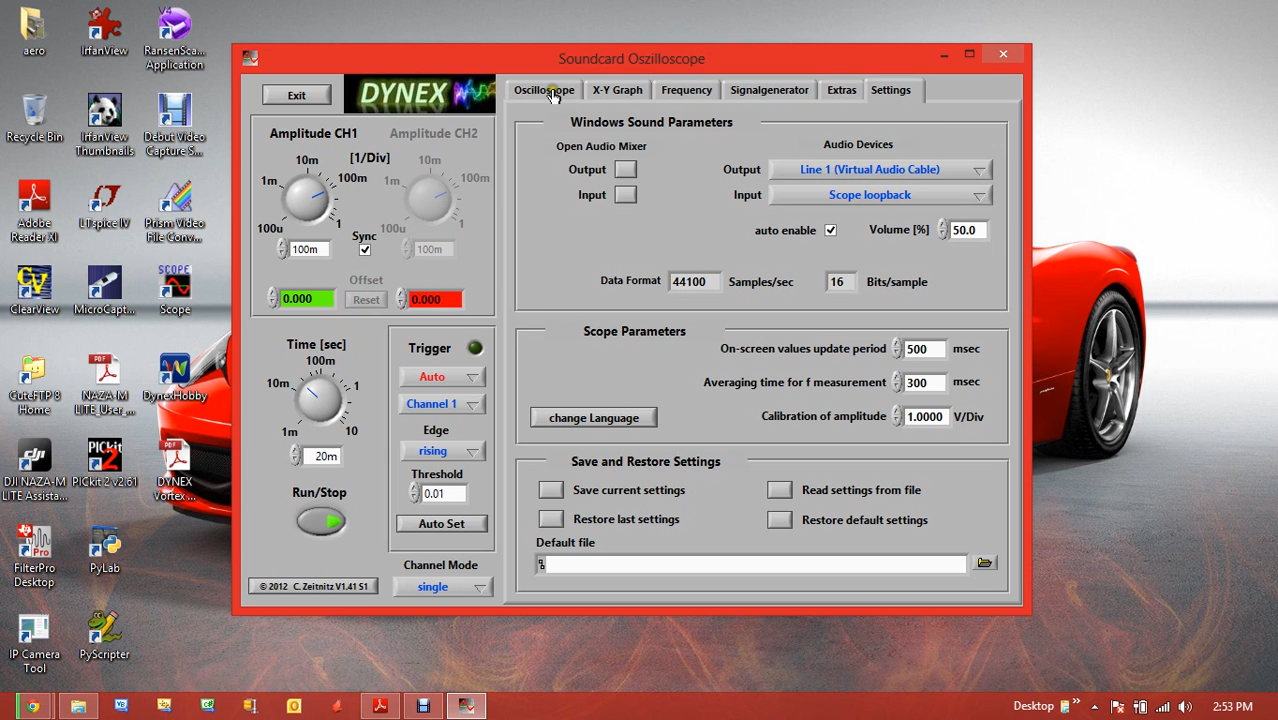 aero
IrfanView
RansenSca...
Application
Recycle Bin
IrfanView
Thumbnails
Debut Video
Capture S...
Adobe
Reader XI
LTspice IV
Prism Video
File Conv...
ClearView
MicroCapt...
SCOPE
Scope
CuteFTP 8
Home
NAZA-M
LITE_User_...
DynexHobby
DJI NAZA-M
LITE Assista...
PICkit 2 v2.61
DYNEX
Vortex ...
FilterPro
Desktop
PyLab
IP Camera
Tool
PyScripter
Soundcard Oszilloscope
Exit
DYNEX
Oscilloscope
X-Y Graph
Frequency
Signalgenerator
Extras
Settings
Amplitude CH1
Amplitude CH2
[1/Div]
10m
1m
100m
100u
1
10m
100m
100u
1
Sync
100m
100m
Offset
0.000
Reset
0.000
Time [sec]
100m
10m
1
1m
10
20m
Run/Stop
Trigger
Auto
Channel 1
Edge
rising
Threshold
0.01
Auto Set
Channel Mode
single
© 2012 C. Zeitnitz V1.41 S1
Windows Sound Parameters
Open Audio Mixer
Output
Input
Audio Devices
Output
Line 1 (Virtual Audio Cable)
Input
Scope loopback
auto enable
Volume [%]
50.0
Data Format
44100
Samples/sec
16
Bits/sample
Scope Parameters
On-screen values update period
500
msec
Averaging time for f measurement
300
msec
change Language
Calibration of amplitude
1.0000
V/Div
Save and Restore Settings
Save current settings
Read settings from file
Restore last settings
Restore default settings
Default file
Desktop
2:53 PM